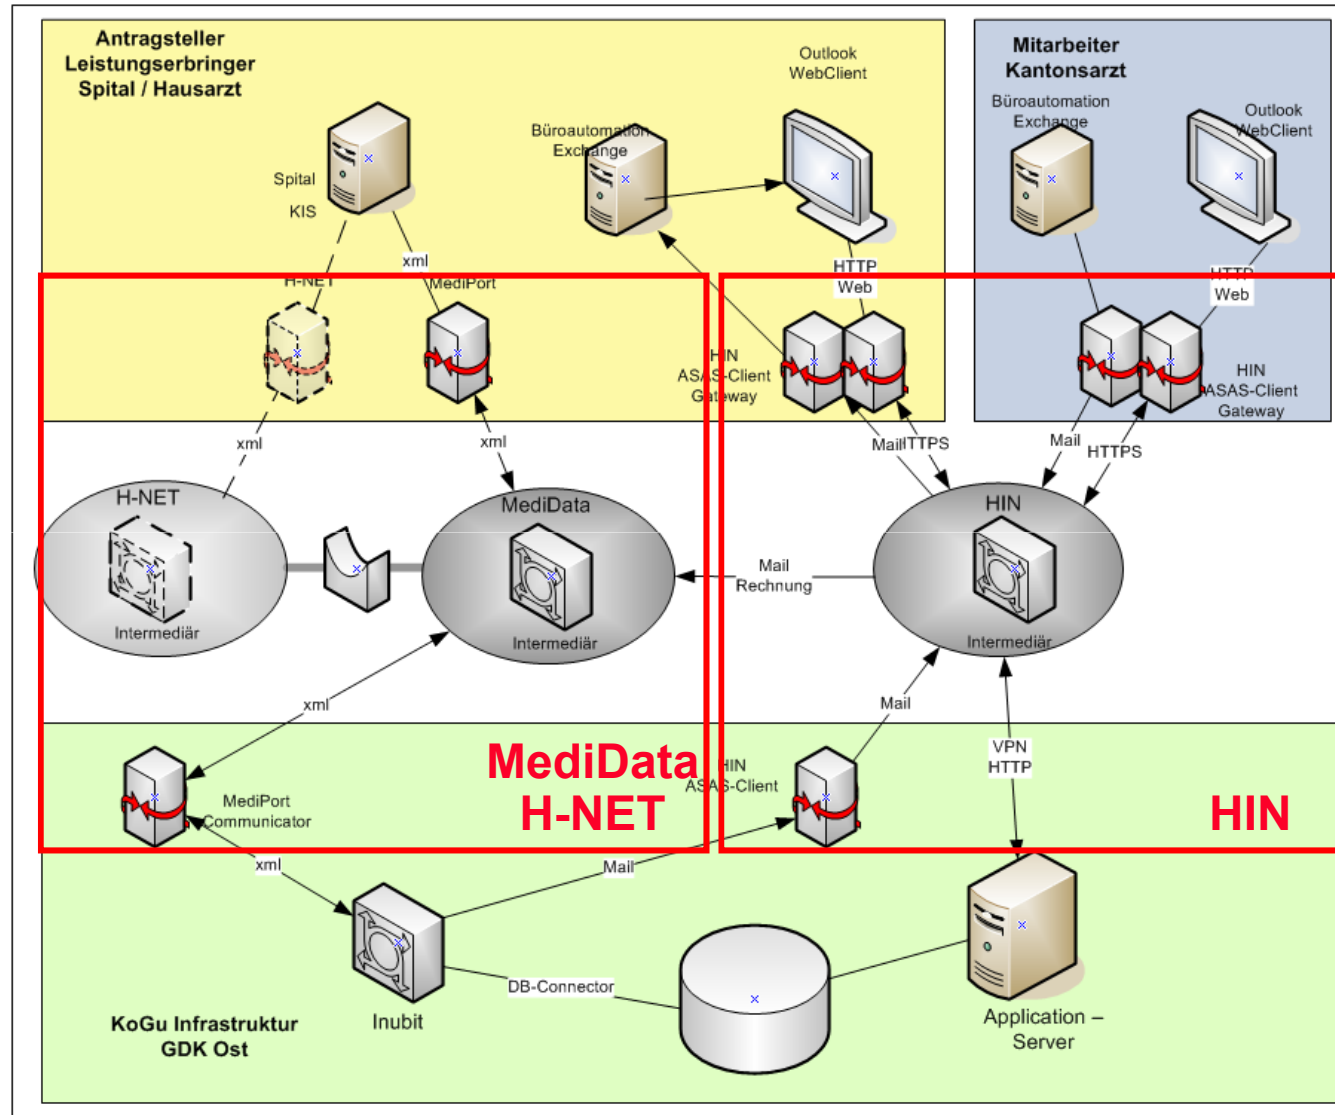 Antragsteller
Leistungserbringer
Spital / Hausarzt
Outlook
WebClient
Büroautomation
Exchange
Spital
KIS
xml
H-NET
MediPort
HTTP
Web
HIN
ASAS-Client
Gateway
Mitarbeiter
Kantonsarzt
Büroautomation
Exchange
Outlook
WebClient
HTTP
Web
HIN
ASAS-Client
Gateway
xml
xml
Mail
HTTPS
Mail
HTTPS
H-NET
Intermediär
MediData
Intermediär
Mail
Rechnung
HIN
Intermediär
xml
Mail
VPN
HTTP
MediPort
Communicator
MediData
H-NET
HIN
ASAS-Client
HIN
xml
Mail
Inubit
DB-Connector
Application –
Server
KoGu Infrastruktur
GDK Ost